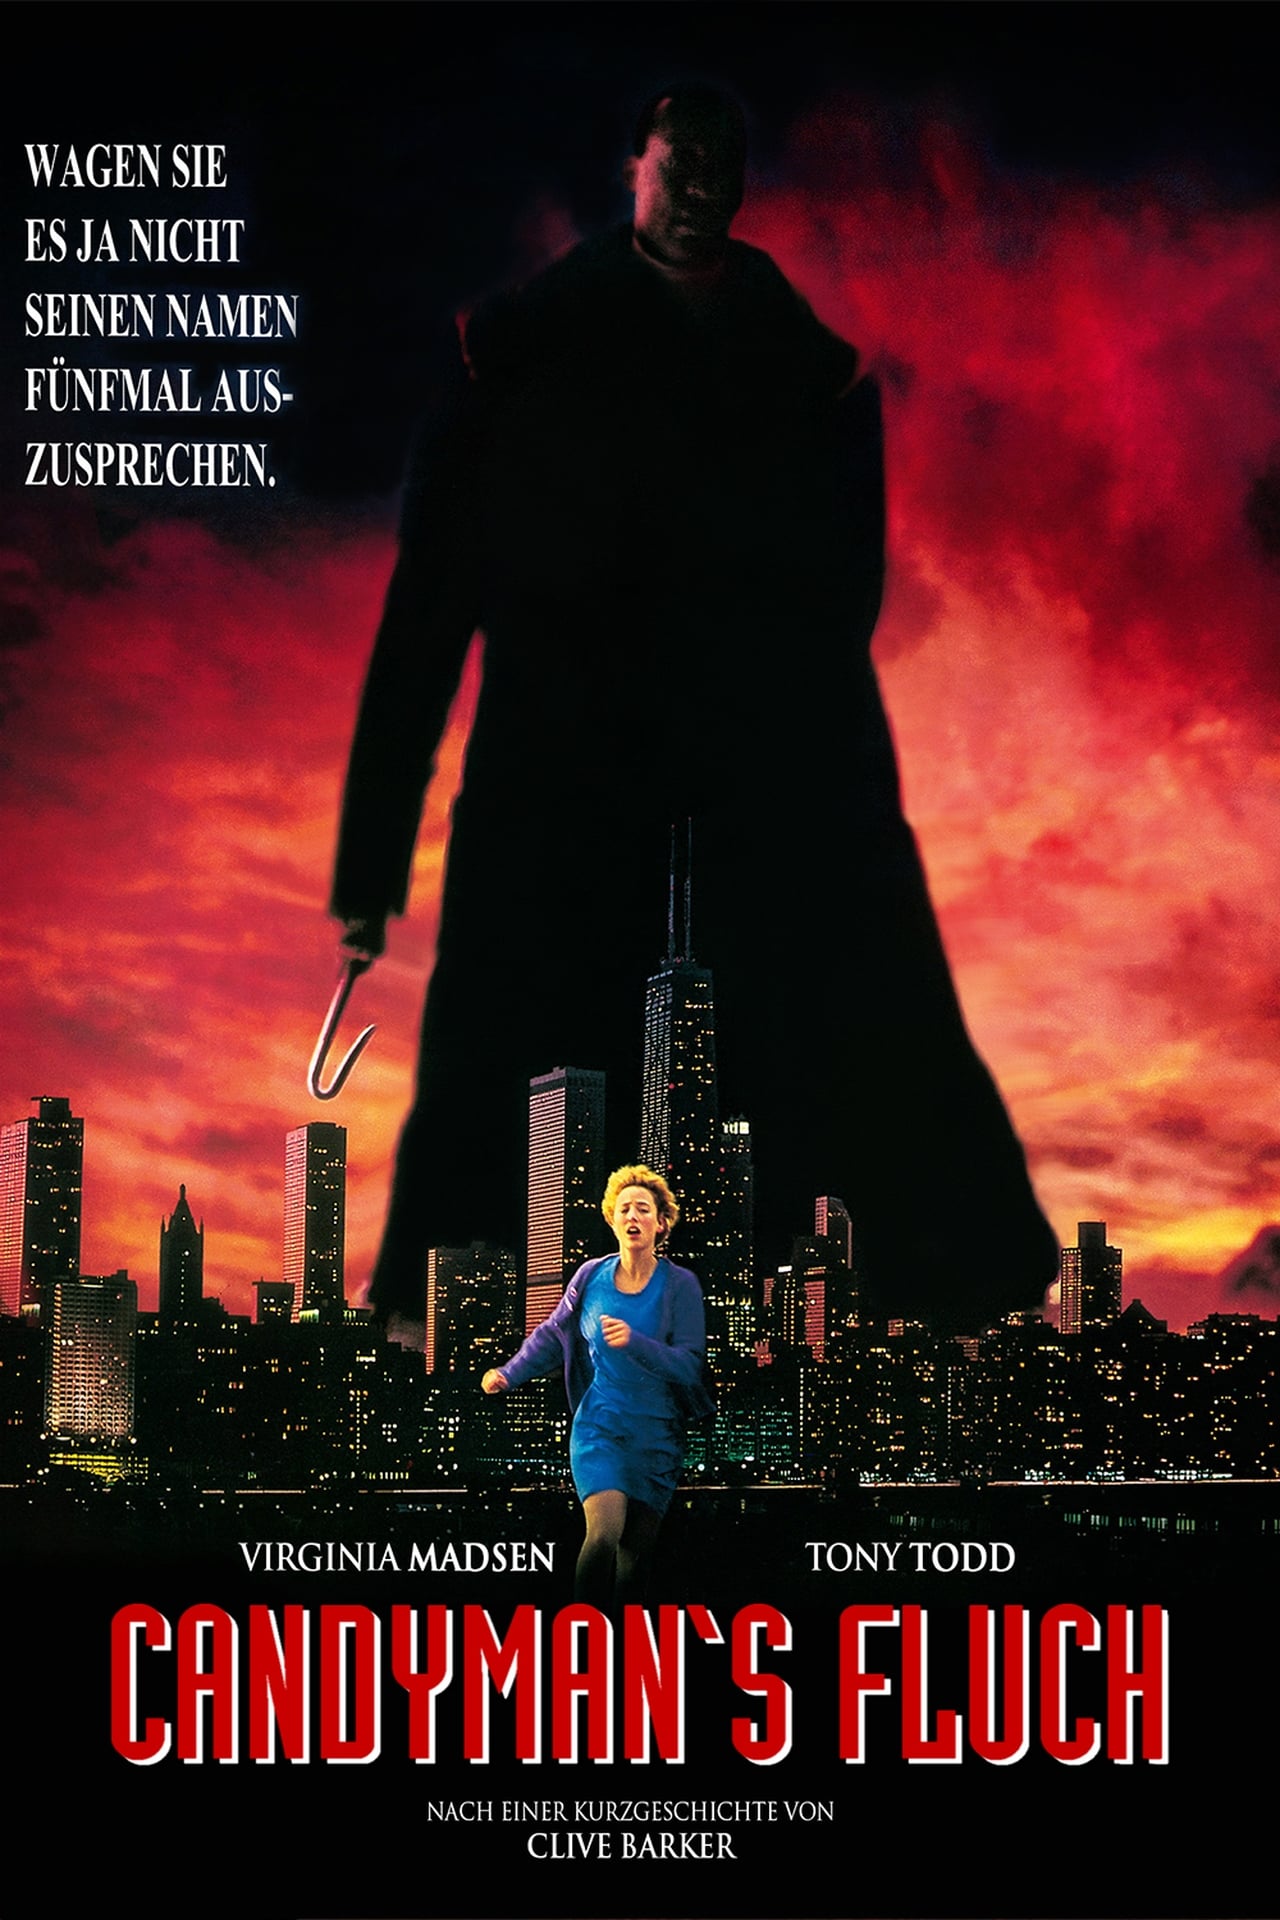 WAGEN SIE
ES JA NICHT
SEINEN NAMEN
FÜNFMAL AUS-
ZUSPRECHEN.
VIRGINIA MADSEN TONY TODD
CANDYMAN`S FLUCH
NACH EINER KURZGESCHICHTE VON
CLIVE BARKER